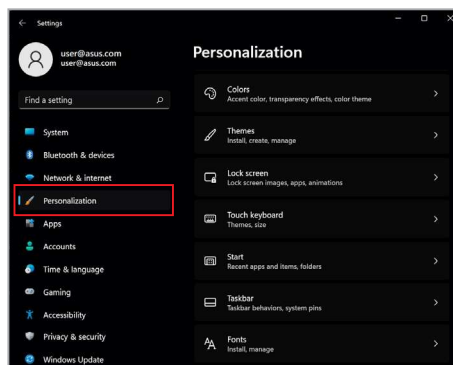 Settings
user@asus.com
user@asus.com
Find a setting
System
Bluetooth & devices
Network & internet
Personalization
Apps
Accounts
Time & language
Gaming
Accessibility
Privacy & security
Windows Update
Personalization
Colors
Accent color, transparency effects, color theme
Themes
Install, create, manage
Lock screen
Lock screen images, apps, animations
Touch keyboard
Themes, size
Start
Recent apps and items, folders
Taskbar
Taskbar behaviors, system pins
Fonts
Install, manage